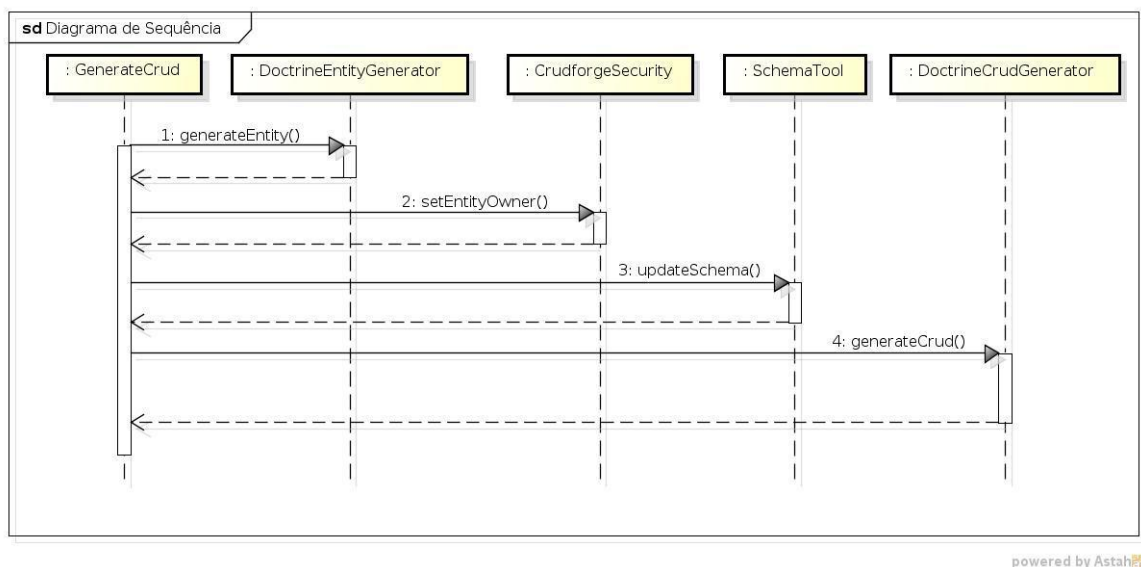 sd Diagrama de Sequência
: GenerateCrud
: DoctrineEntityGenerator
: CrudforgeSecurity
: SchemaTool
: DoctrineCrudGenerator
1: generateEntity()
2: setEntityOwner()
3: updateSchema()
4: generateCrud()
powered by Astah